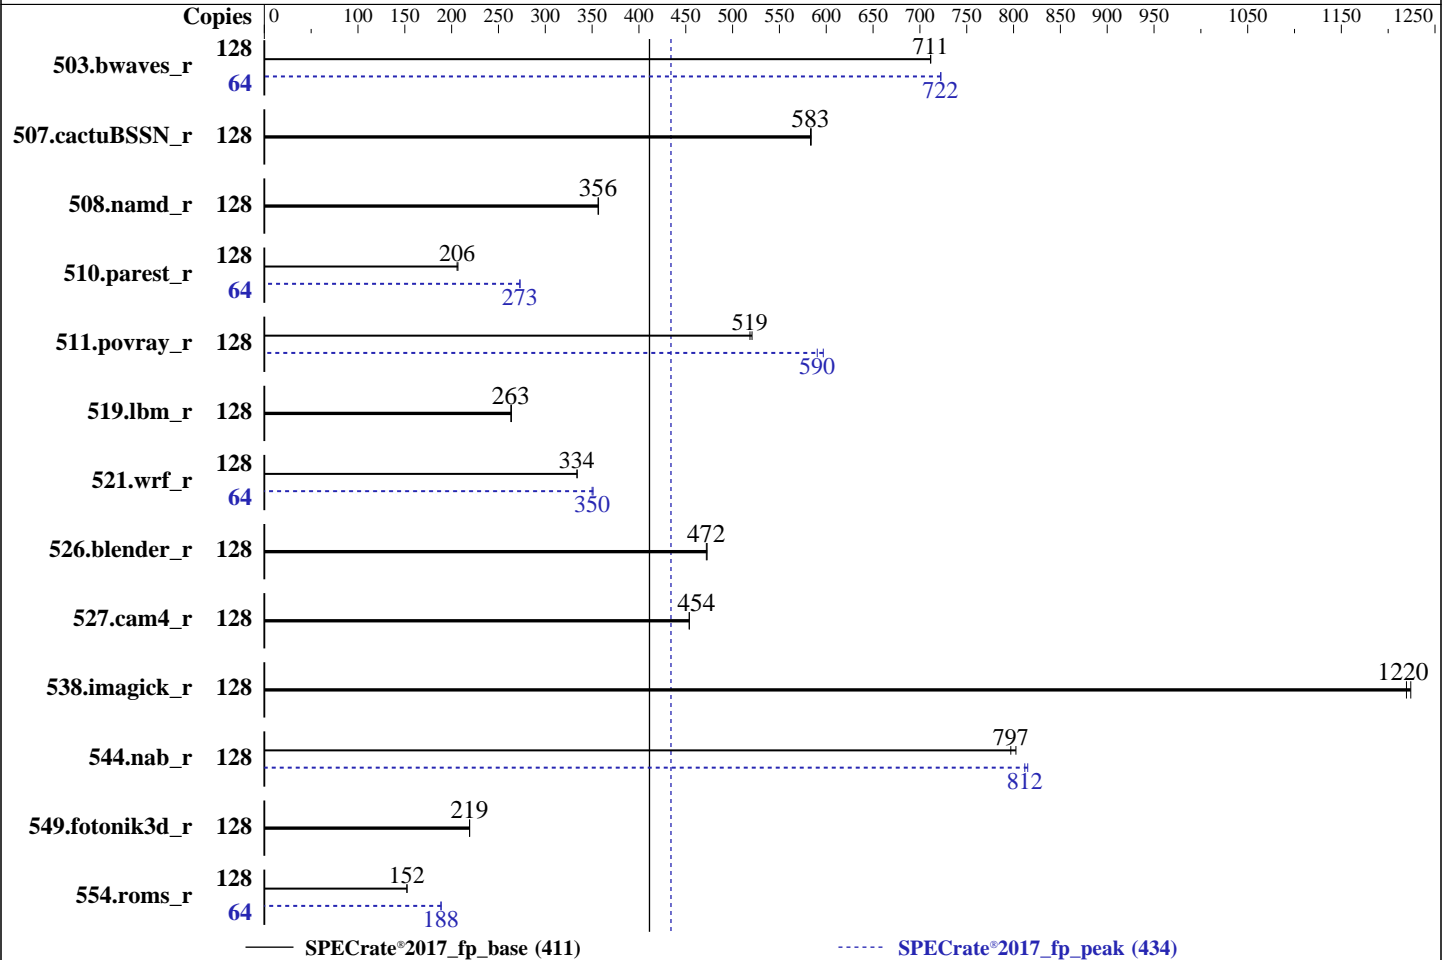 Copies 0 100 150 200 250 300 350 400 450 500 550 600 650 700 750 800 850 900 950 1050 1150 1250
503.bwaves_r 128 711
64 722
507.cactuBSSN_r 128 583
508.namd_r 128 356
510.parest_r 128 206
64 273
511.povray_r 128 519
590
519.lbm_r 128 263
521.wrf_r 128 334
64 350
526.blender_r 128 472
527.cam4_r 128 454
538.imagick_r 128 1220
544.nab_r 128 797
812
549.fotonik3d_r 128 219
554.roms_r 128 152
64 188
SPECrate®2017_fp_base (411) SPECrate®2017_fp_peak (434)